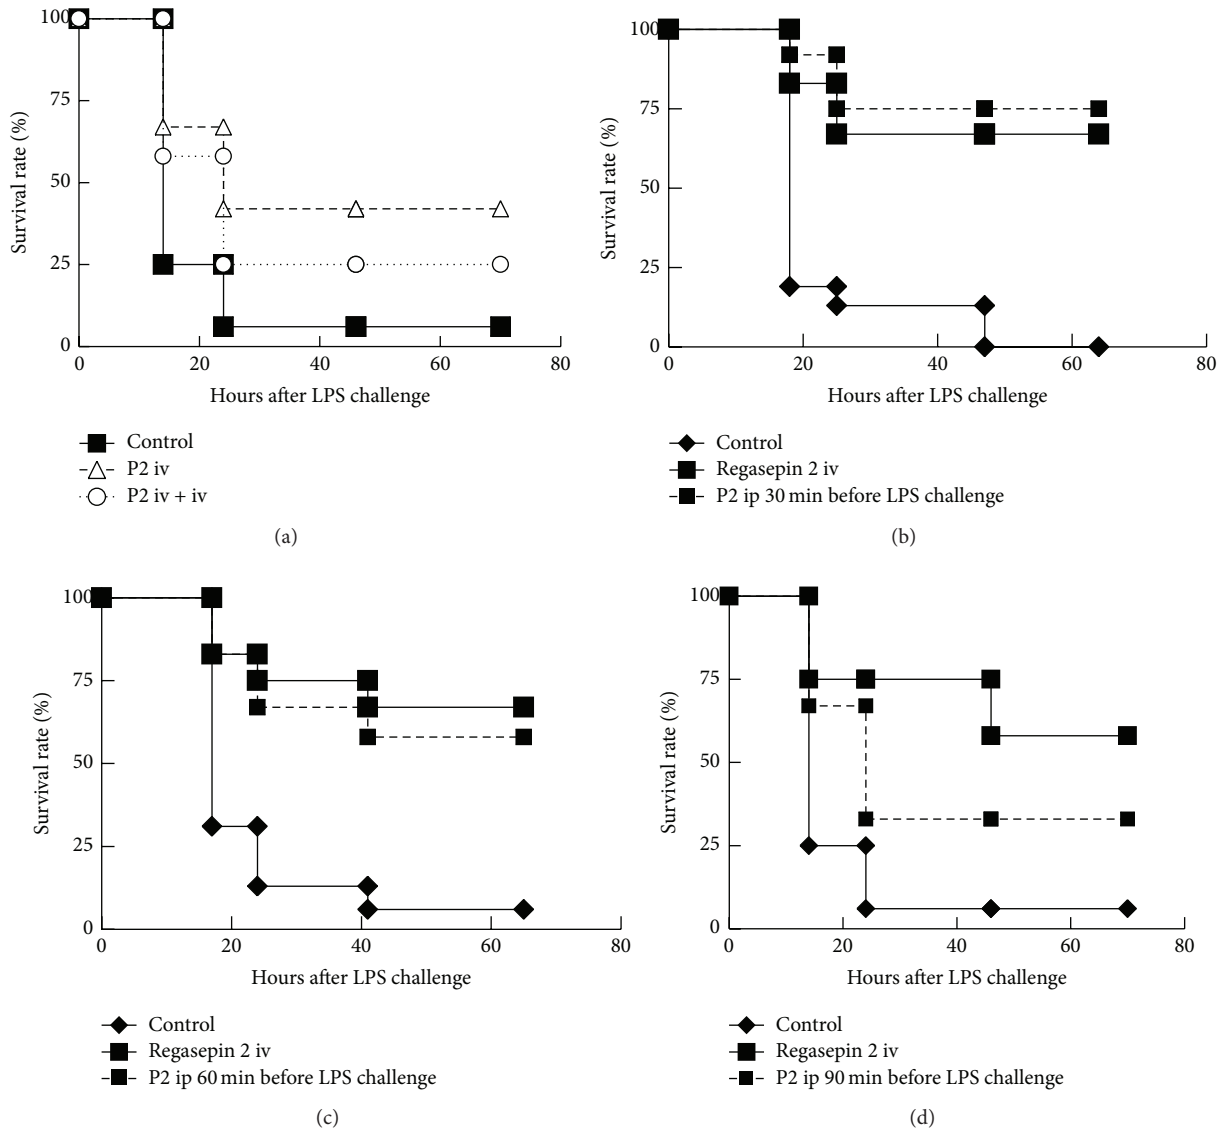 100
75
50
25
0
Survival rate (%)
0 20 40 60 80
Hours after LPS challenge
Control
P2 iv
P2 iv + iv
(a)
100
75
50
25
0
Survival rate (%)
0 20 40 60 80
Hours after LPS challenge
Control
Regasepin 2 iv
P2 ip 30 min before LPS challenge
(b)
100
75
50
25
0
Survival rate (%)
0 20 40 60 80
Hours after LPS challenge
Control
Regasepin 2 iv
P2 ip 60 min before LPS challenge
(c)
100
75
50
25
0
Survival rate (%)
0 20 40 60 80
Hours after LPS challenge
Control
Regasepin 2 iv
P2 ip 90 min before LPS challenge
(d)